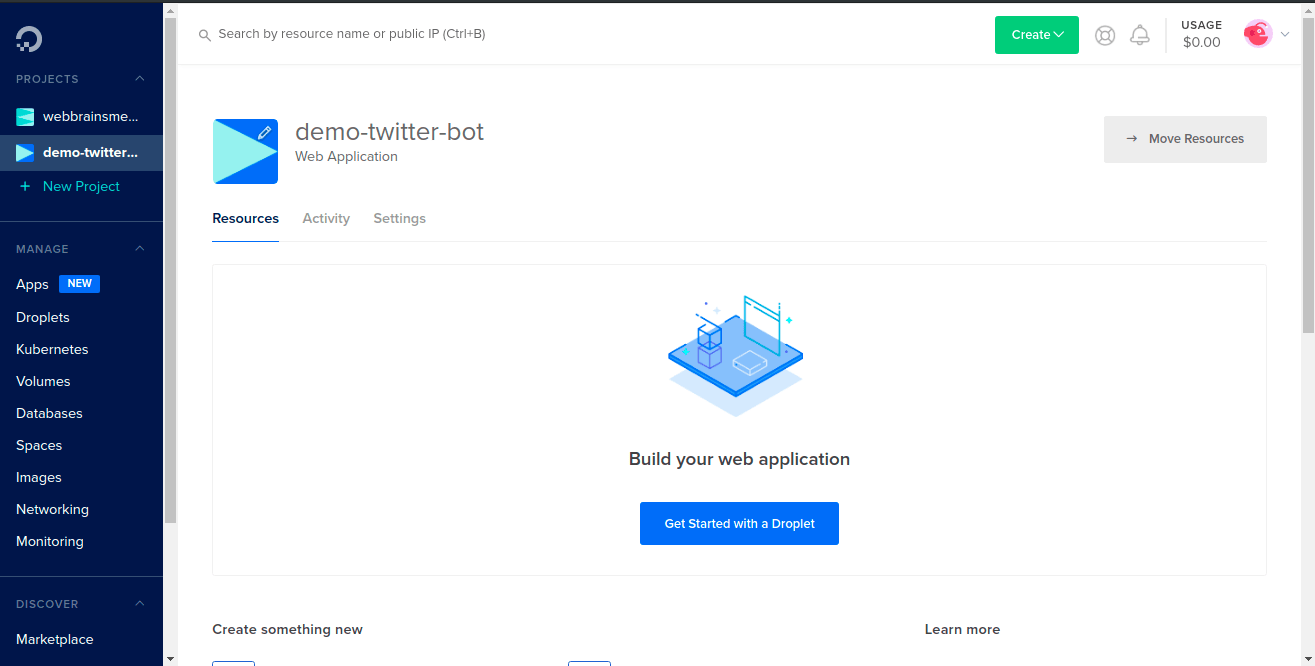 PROJECTS
webbrainsme...
demo-twitter...
+ New Project
MANAGE
Apps NEW
Droplets
Kubernetes
Volumes
Databases
Spaces
Images
Networking
Monitoring
DISCOVER
Marketplace
Search by resource name or public IP (Ctrl+B)
Create
USAGE
$0.00
demo-twitter-bot
Web Application
→ Move Resources
Resources Activity Settings
Build your web application
Get Started with a Droplet
Create something new
Learn more